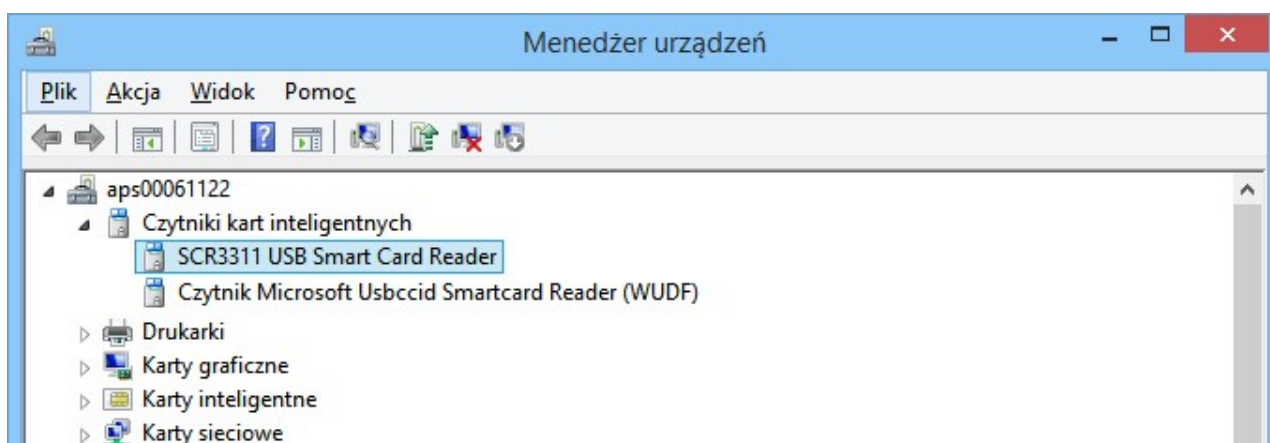 Menedżer urządzeń
Plik Akcja Widok Pomoc
aps00061122
Czytniki kart inteligentnych
SCR3311 USB Smart Card Reader
Czytnik Microsoft Usbccid Smartcard Reader (WUDF)
Drukarki
Karty graficzne
Karty inteligentne
Karty sieciowe